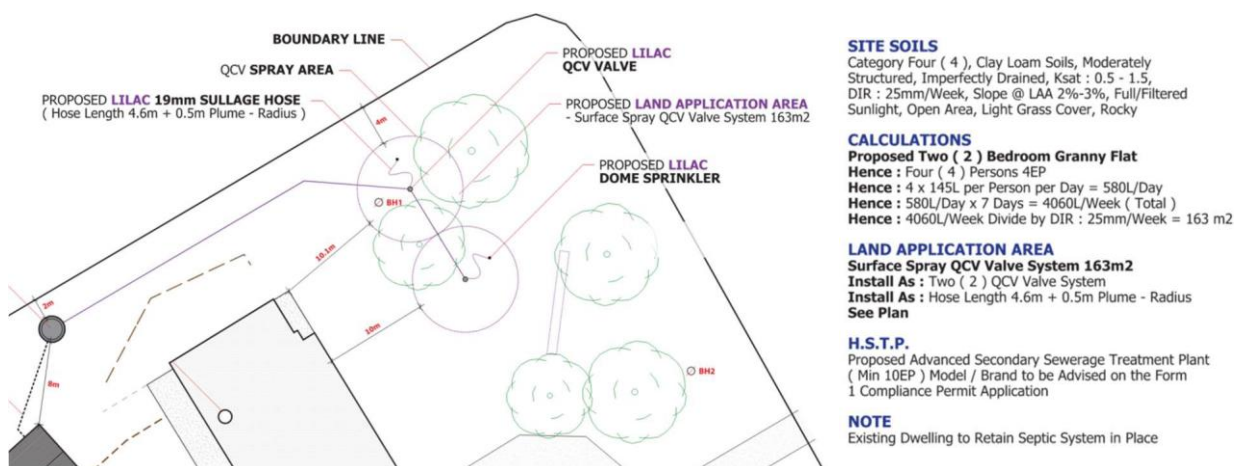 BOUNDARY LINE
QCV SPRAY AREA
PROPOSED LILAC 19mm SULLAGE HOSE
( Hose Length 4.6m + 0.5m Plume - Radius )
PROPOSED LILAC
QCV VALVE
PROPOSED LAND APPLICATION AREA
- Surface Spray QCV Valve System 163m2
PROPOSED LILAC
DOME SPRINKLER
4m
BH1
10.1m
10m
2m
8m
BH2
SITE SOILS
Category Four ( 4 ), Clay Loam Soils, Moderately
Structured, Imperfectly Drained, Ksat : 0.5 - 1.5,
DIR : 25mm/Week, Slope @ LAA 2%-3%, Full/Filtered
Sunlight, Open Area, Light Grass Cover, Rocky
CALCULATIONS
Proposed Two ( 2 ) Bedroom Granny Flat
Hence : Four ( 4 ) Persons 4EP
Hence : 4 x 145L per Person per Day = 580L/Day
Hence : 580L/Day x 7 Days = 4060L/Week ( Total )
Hence : 4060L/Week Divide by DIR : 25mm/Week = 163 m2
LAND APPLICATION AREA
Surface Spray QCV Valve System 163m2
Install As : Two ( 2 ) QCV Valve System
Install As : Hose Length 4.6m + 0.5m Plume - Radius
See Plan
H.S.T.P.
Proposed Advanced Secondary Sewerage Treatment Plant
( Min 10EP ) Model / Brand to be Advised on the Form
1 Compliance Permit Application
NOTE
Existing Dwelling to Retain Septic System in Place